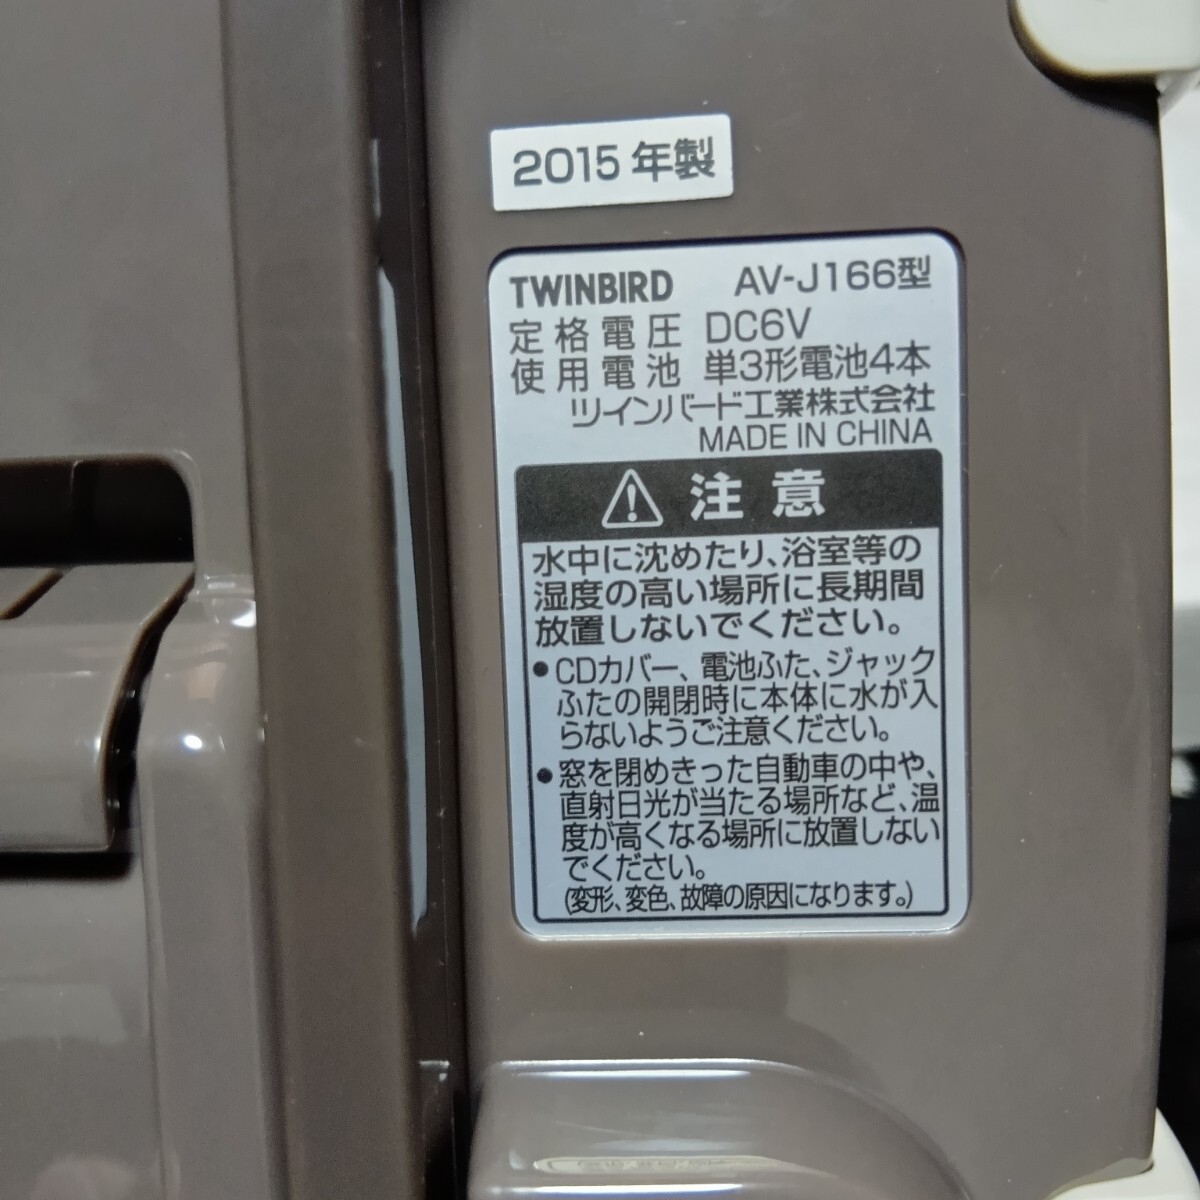 2015年製
TWINBIRD AV-J166型
定格電圧 DC6V
使用電池 単3形電池4本
ツインバード工業株式会社
MADE IN CHINA
注意
水中に沈めたり、浴室等の
湿度の高い場所に長期間
放置しないでください。
●CDカバー、電池ふた、ジャック
ふたの開閉時に本体に水が入
らないようご注意ください。
●窓を閉めきった自動車の中や、
直射日光が当たる場所など、温
度が高くなる場所に放置しない
でください。
(変形、変色、故障の原因になります。)